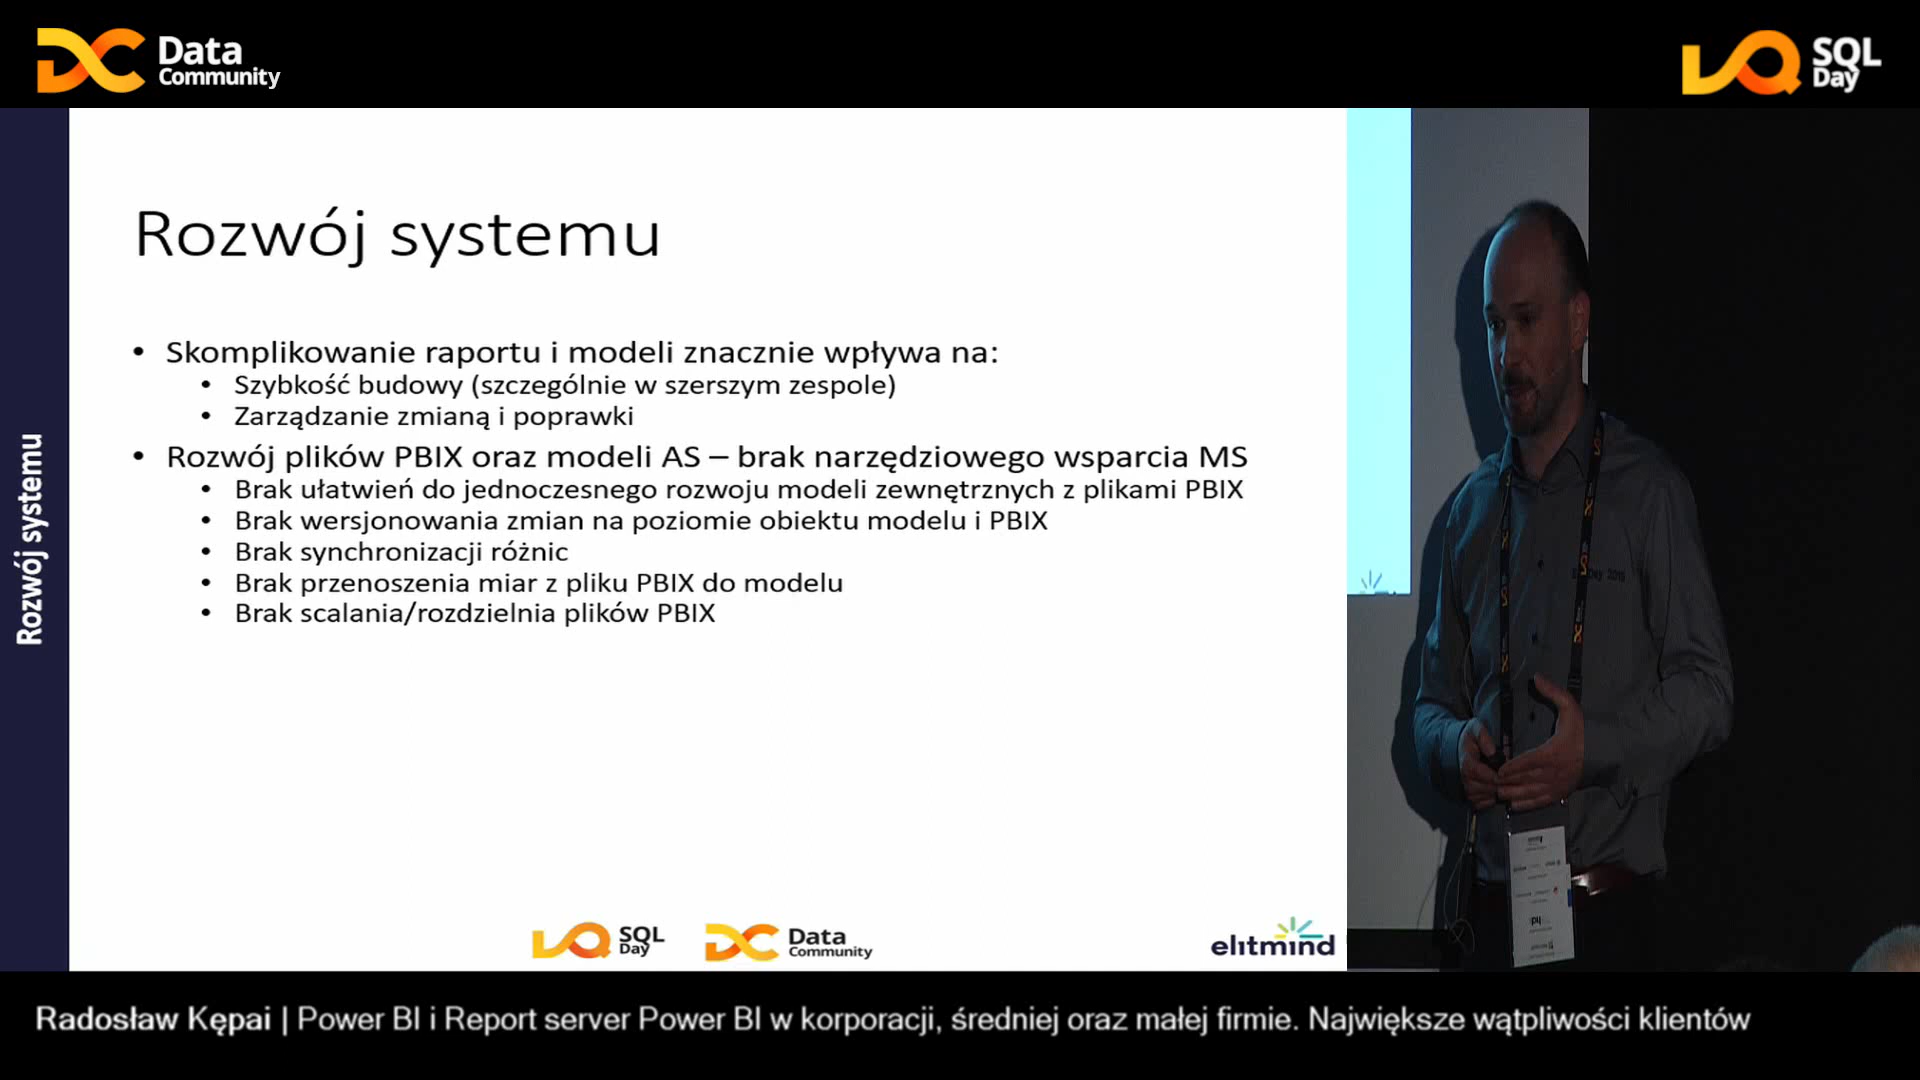 Data
Community
SQL
Day
Rozwój systemu
Rozwój systemu
• Skomplikowanie raportu i modeli znacznie wpływa na:
• Szybkość budowy (szczególnie w szerszym zespole)
• Zarządzanie zmianą i poprawki
• Rozwój plików PBIX oraz modeli AS – brak narzędziowego wsparcia MS
• Brak ułatwień do jednoczesnego rozwoju modeli zewnętrznych z plikami PBIX
• Brak wersjonowania zmian na poziomie obiektu modelu i PBIX
• Brak synchronizacji różnic
• Brak przenoszenia miar z pliku PBIX do modelu
• Brak scalania/rozdzielnia plików PBIX
SQL
Day
Data
Community
elitmind
Radosław Kępai | Power BI i Report server Power BI w korporacji, średniej oraz małej firmie. Największe wątpliwości klientów